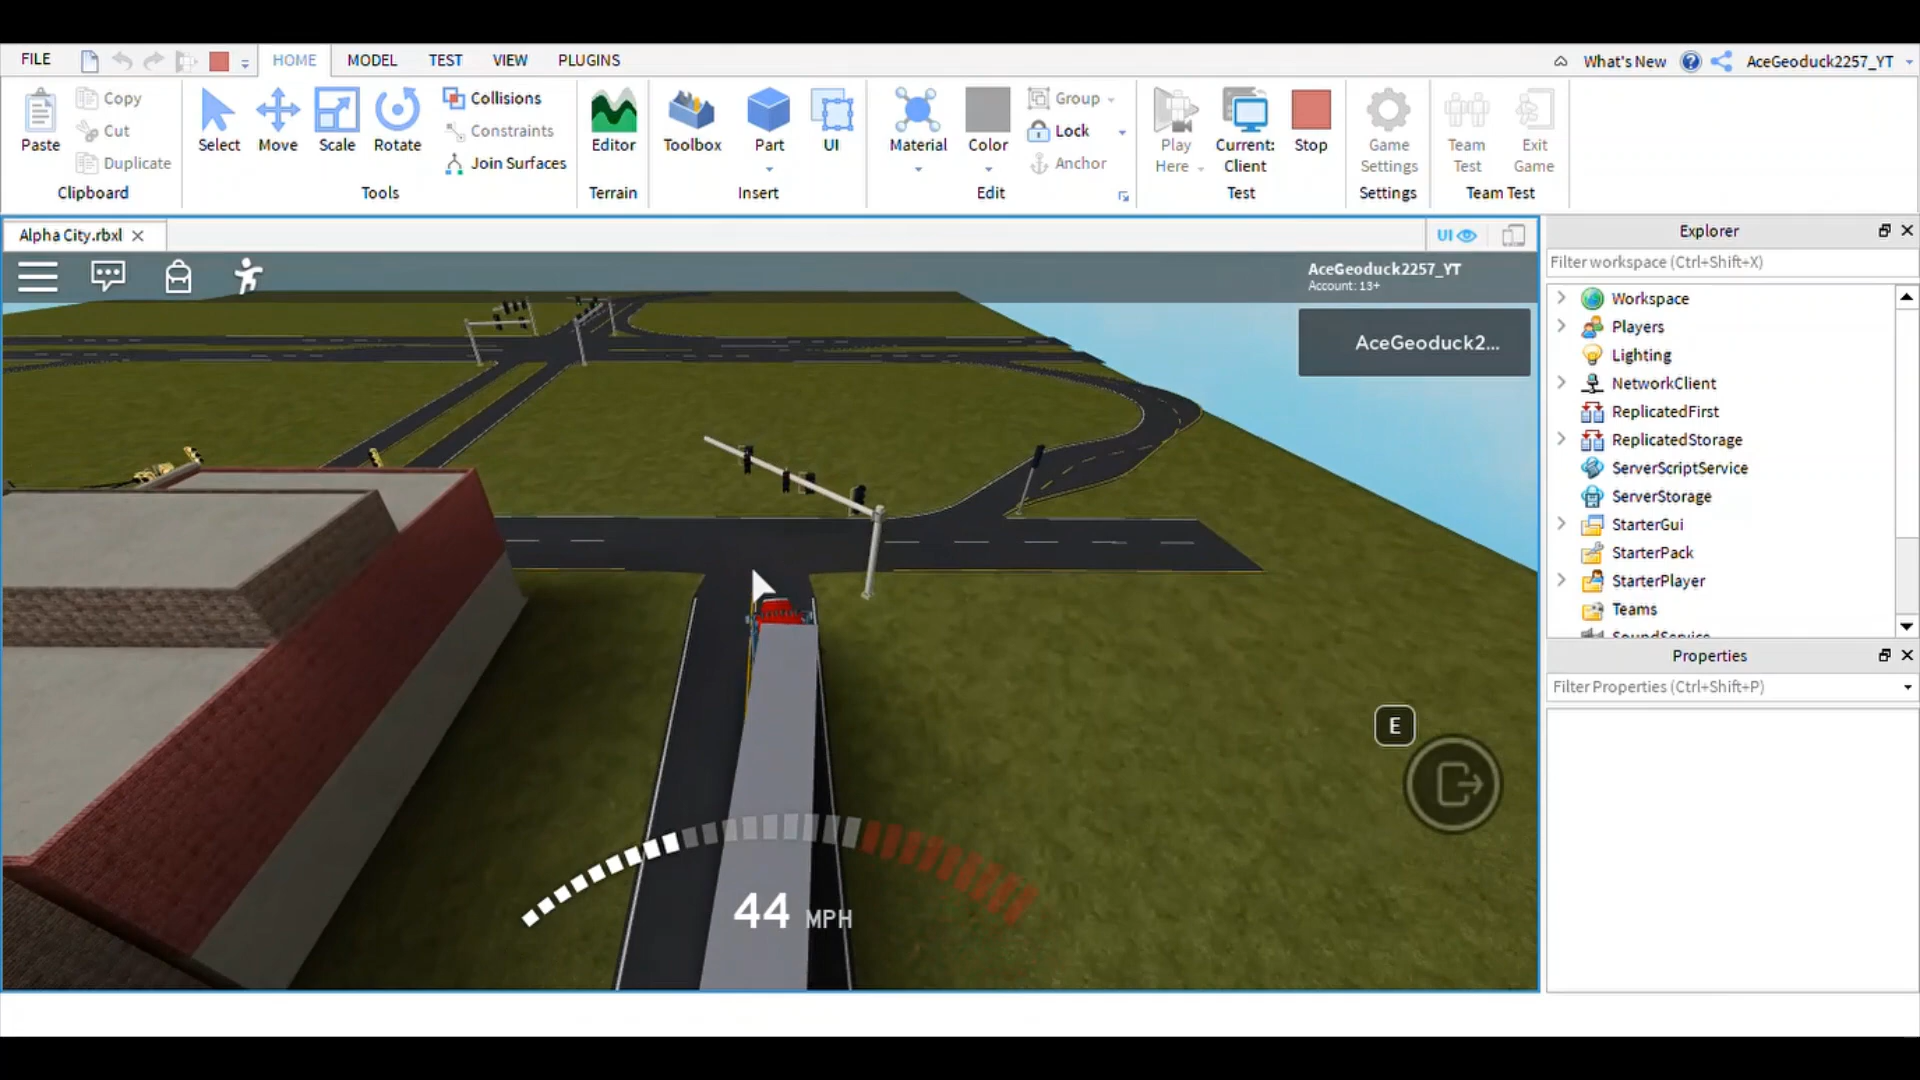 FILE HOME MODEL TEST VIEW PLUGINS What's New ? AceGeoduck2257_YT
Paste Copy Cut Duplicate Clipboard
Select Move Scale Rotate Collisions Constraints Join Surfaces Tools
Editor Terrain
Toolbox Part UI Insert
Material Color Group Lock Anchor Edit
Play Here Current: Client Stop Test
Game Settings Settings
Team Test Exit Game Team Test
Alpha City.rbxl
UI
AceGeoduck2257_YT
Account: 13+
AceGeoduck2...
E
44 MPH
Explorer
Filter workspace (Ctrl+Shift+X)
Workspace
Players
Lighting
NetworkClient
ReplicatedFirst
ReplicatedStorage
ServerScriptService
ServerStorage
StarterGui
StarterPack
StarterPlayer
Teams
SoundService
Properties
Filter Properties (Ctrl+Shift+P)